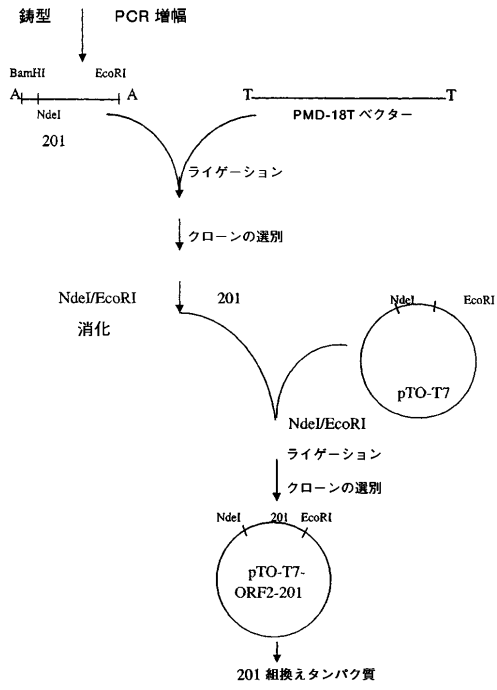 鋳型 PCR 増幅
BamHI EcoRI
A A T T
NdeI PMD-18T ベクター
201
ライゲーション
クローンの選別
NdeI/EcoRI 201
消化
NdeI EcoRI
pTO-T7
NdeI/EcoRI
ライゲーション
クローンの選別
NdeI 201 EcoRI
pTO-T7-
ORF2-201
201 組換えタンパク質